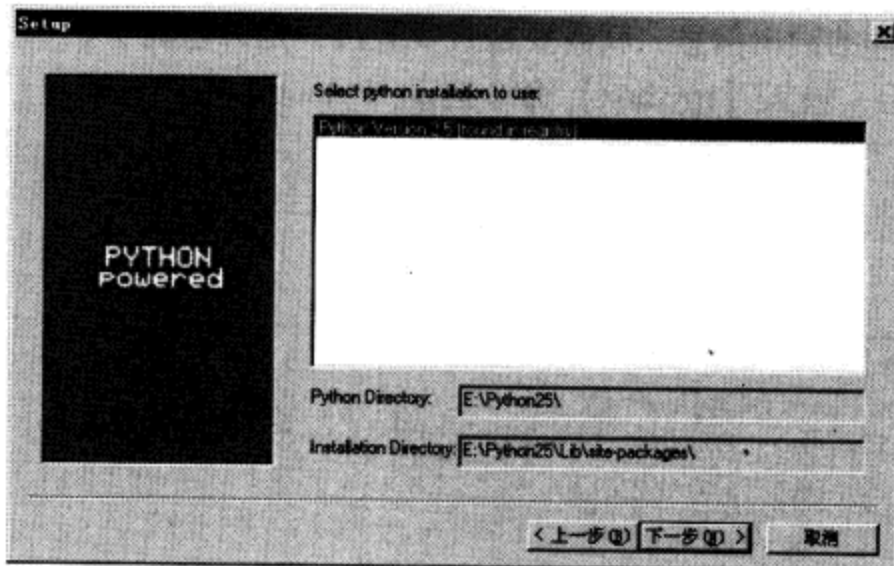 Setup
Select python installation to use:
Python Version 2.5 (found in registry)
PYTHON
powered
Python Directory:
E:\Python25\
Installation Directory:
E:\Python25\Lib\site-packages\
< 上一步(B)
下一步(N) >
取消